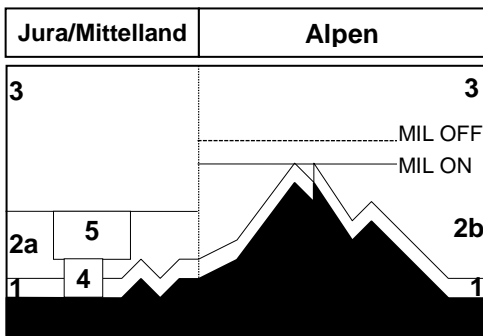 Jura/Mittelland Alpen
3 3
MIL OFF
MIL ON
5
2a 2b
4
1 1